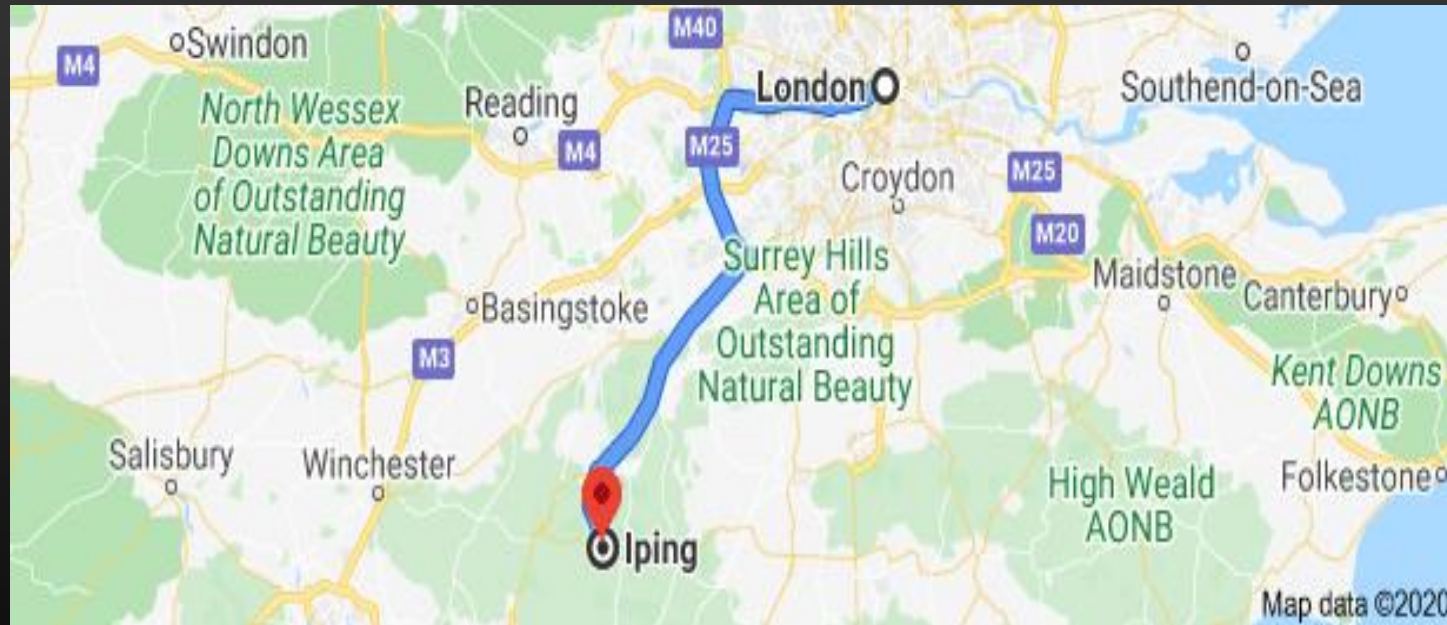 M40
Swindon
M4
London
Southend-on-Sea
North Wessex
Downs Area
of Outstanding
Natural Beauty
Reading
M4
M25
Croydon
M25
M20
Surrey Hills
Area of
Outstanding
Natural Beauty
Maidstone
Canterbury
Basingstoke
M3
Kent Downs
AONB
Salisbury
Winchester
High Weald
AONB
Folkestone
Iping
Map data ©2020